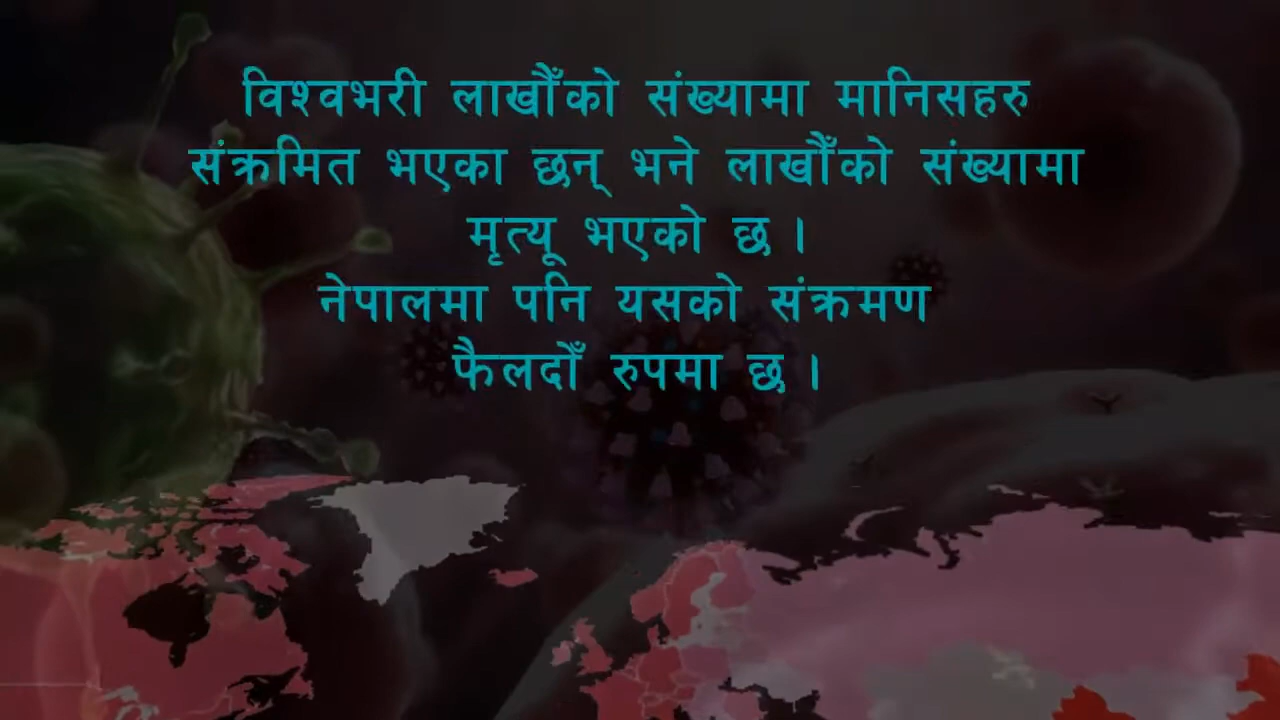 विश्वभरी लाखौँको संख्यामा मानिसहरु
संक्रमित भएका छन् भने लाखौँको संख्यामा
मृत्यू भएको छ ।
नेपालमा पनि यसको संक्रमण
फैलदोँ रुपमा छ ।